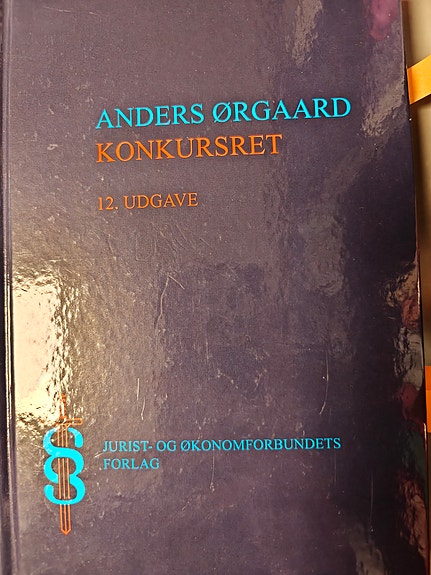 ANDERS ØRGAARD
KONKURSRET
12. UDGAVE
JURIST- OG ØKONOMFORBUNDETS
FORLAG